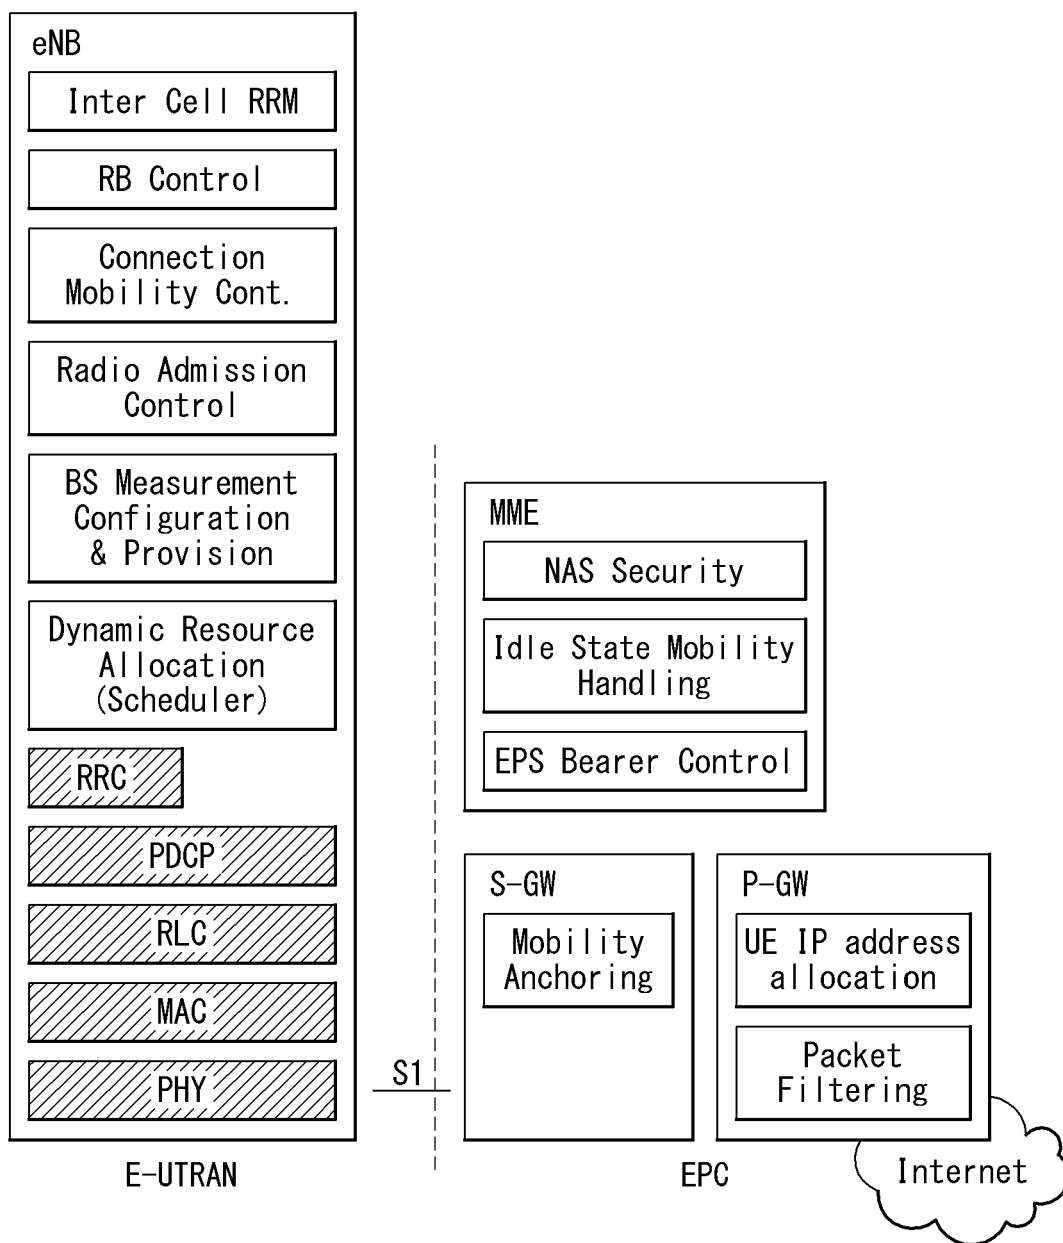 eNB
Inter Cell RRM
RB Control
Connection
Mobility Cont.
Radio Admission
Control
BS Measurement
Configuration
& Provision
Dynamic Resource
Allocation
(Scheduler)
RRC
PDCP
RLC
MAC
PHY
E-UTRAN
S1
MME
NAS Security
Idle State Mobility
Handling
EPS Bearer Control
S-GW
Mobility
Anchoring
P-GW
UE IP address
allocation
Packet
Filtering
EPC
Internet